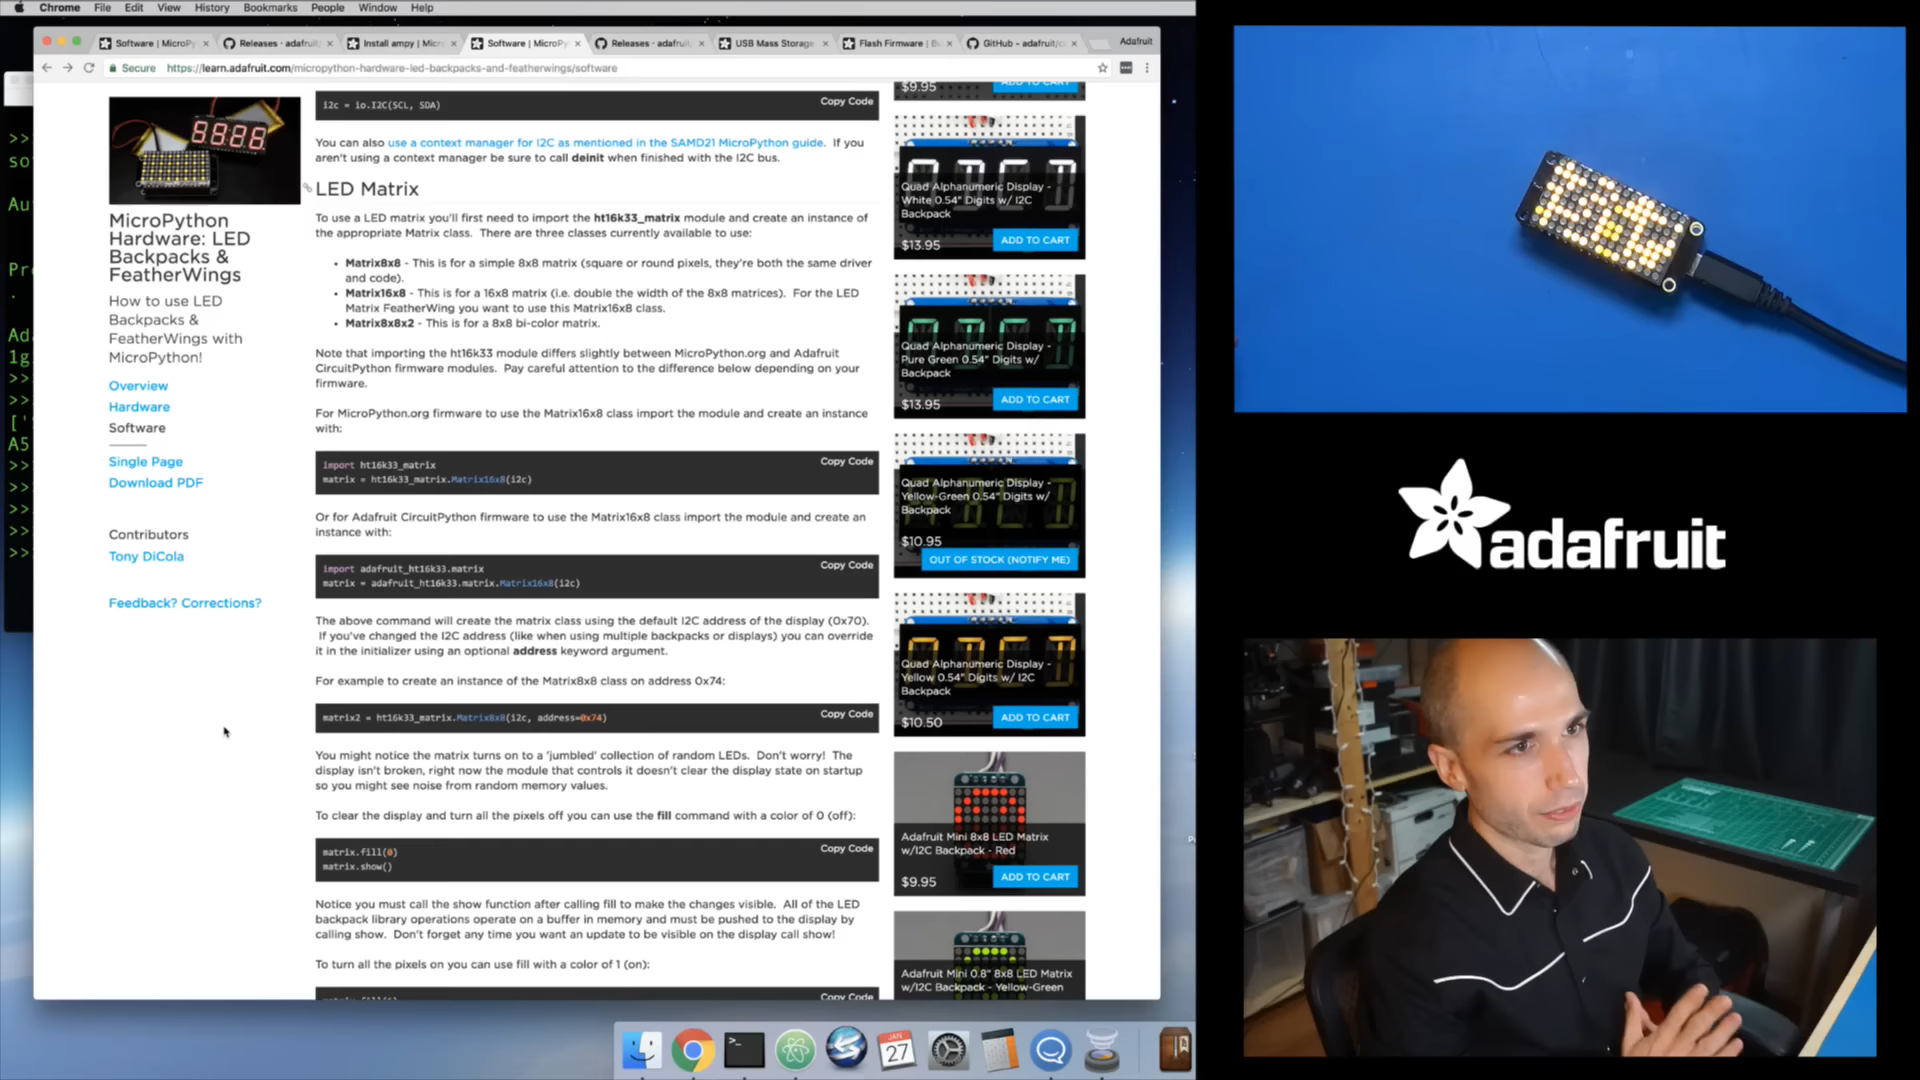 Chrome File Edit View History Bookmarks People Window Help
Software | MicroPy
Releases · adafruit/
Install ampy | Micro
Software | MicroPy
Releases · adafruit
USB Mass Storage
Flash Firmware | B
GitHub - adafruit/c
Adafruit
Secure https://learn.adafruit.com/micropython-hardware-led-backpacks-and-featherwings/software
>>
so
Au
Pr
.
Ad
1g
>>
>>
['
A5
>>
>>
>>
>>
>>
MicroPython
Hardware: LED
Backpacks &
FeatherWings
How to use LED
Backpacks &
FeatherWings with
MicroPython!
Overview
Hardware
Software
Single Page
Download PDF
Contributors
Tony DiCola
Feedback? Corrections?
i2c = io.I2C(SCL, SDA)
Copy Code
You can also use a context manager for I2C as mentioned in the SAMD21 MicroPython guide. If you
aren't using a context manager be sure to call deinit when finished with the I2C bus.
LED Matrix
To use a LED matrix you'll first need to import the ht16k33_matrix module and create an instance of
the appropriate Matrix class. There are three classes currently available to use:
• Matrix8x8 - This is for a simple 8x8 matrix (square or round pixels, they're both the same driver
and code).
• Matrix16x8 - This is for a 16x8 matrix (i.e. double the width of the 8x8 matrices). For the LED
Matrix FeatherWing you want to use this Matrix16x8 class.
• Matrix8x8x2 - This is for a 8x8 bi-color matrix.
Note that importing the ht16k33 module differs slightly between MicroPython.org and Adafruit
CircuitPython firmware modules. Pay careful attention to the difference below depending on your
firmware.
For MicroPython.org firmware to use the Matrix16x8 class import the module and create an instance
with:
import ht16k33_matrix
matrix = ht16k33_matrix.Matrix16x8(i2c)
Copy Code
Or for Adafruit CircuitPython firmware to use the Matrix16x8 class import the module and create an
instance with:
import adafruit_ht16k33.matrix
matrix = adafruit_ht16k33.matrix.Matrix16x8(i2c)
Copy Code
The above command will create the matrix class using the default I2C address of the display (0x70).
If you've changed the I2C address (like when using multiple backpacks or displays) you can override
it in the initializer using an optional address keyword argument.
For example to create an instance of the Matrix8x8 class on address 0x74:
matrix2 = ht16k33_matrix.Matrix8x8(i2c, address=0x74)
Copy Code
You might notice the matrix turns on to a 'jumbled' collection of random LEDs. Don't worry! The
display isn't broken, right now the module that controls it doesn't clear the display state on startup
so you might see noise from random memory values.
To clear the display and turn all the pixels off you can use the fill command with a color of 0 (off):
matrix.fill(0)
matrix.show()
Copy Code
Notice you must call the show function after calling fill to make the changes visible. All of the LED
backpack library operations operate on a buffer in memory and must be pushed to the display by
calling show. Don't forget any time you want an update to be visible on the display call show!
To turn all the pixels on you can use fill with a color of 1 (on):
Copy Code
$9.95
ADD TO CART
Quad Alphanumeric Display -
White 0.54" Digits w/ I2C
Backpack
$13.95
ADD TO CART
Quad Alphanumeric Display -
Pure Green 0.54" Digits w/
Backpack
$13.95
ADD TO CART
Quad Alphanumeric Display -
Yellow-Green 0.54" Digits w/
Backpack
$10.95
OUT OF STOCK (NOTIFY ME)
Quad Alphanumeric Display -
Yellow 0.54" Digits w/ I2C
Backpack
$10.50
ADD TO CART
Adafruit Mini 8x8 LED Matrix
w/I2C Backpack - Red
$9.95
ADD TO CART
Adafruit Mini 0.8" 8x8 LED Matrix
w/I2C Backpack - Yellow-Green
JAN
27
adafruit